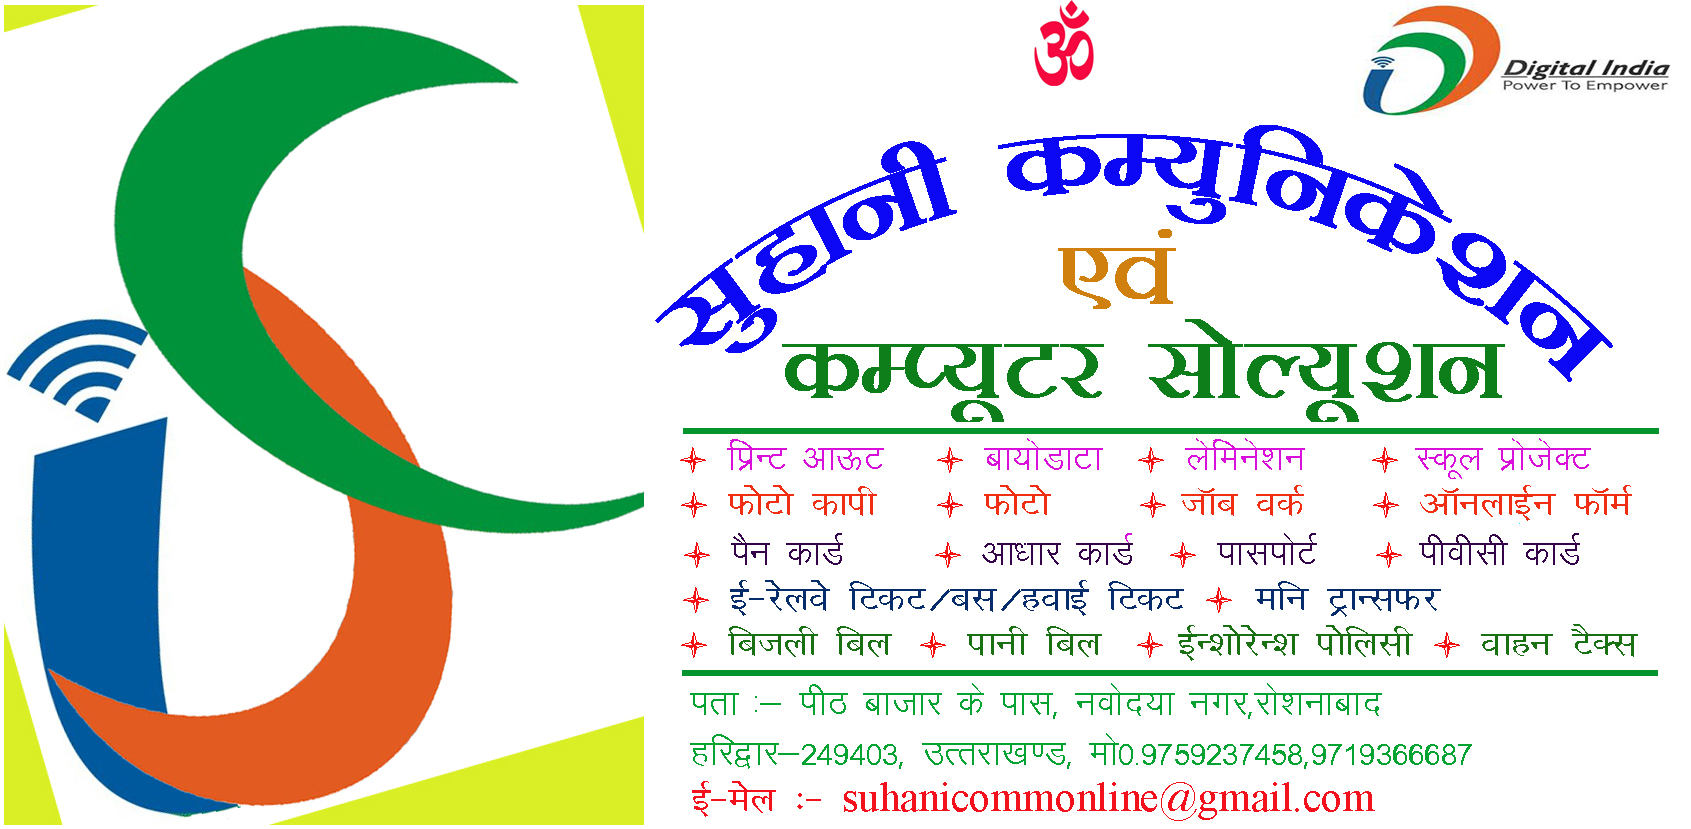 ॐ
Digital India
Power To Empower
सुहानी कम्युनिकेशन
एवं
कम्प्यूटर सोल्यूशन
प्रिन्ट आऊट बायोडाटा लेमिनेशन स्कूल प्रोजेक्ट
फोटो कापी फोटो जॉब वर्क ऑनलाईन फॉर्म
पैन कार्ड आधार कार्ड पासपोर्ट पीवीसी कार्ड
ई-रेलवे टिकट/बस/हवाई टिकट मनि ट्रान्सफर
बिजली बिल पानी बिल ईन्शोरेन्श पोलिसी वाहन टैक्स
पता :– पीठ बाजार के पास, नवोदया नगर,रोशनाबाद
हरिद्वार–249403, उत्तराखण्ड, मो0.9759237458,9719366687
ई-मेल :- suhanicommonline@gmail.com